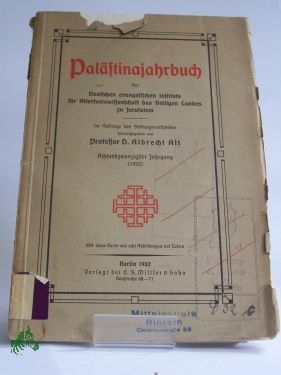 Palästinajahrbuch
des
Deutschen evangelischen Instituts
für Altertumswissenschaft des Heiligen Landes
zu Jerusalem
Im Auftrage des Stiftungsvorstandes
herausgegeben von
Professor D. Albrecht Alt
Achtundzwanzigster Jahrgang
(1932)
Mit einer Karte und acht Abbildungen auf Tafeln
Berlin 1932
Verlegt bei E. S. Mittler & Sohn
Kochstraße 68—71
Mittelschule
Rinteln